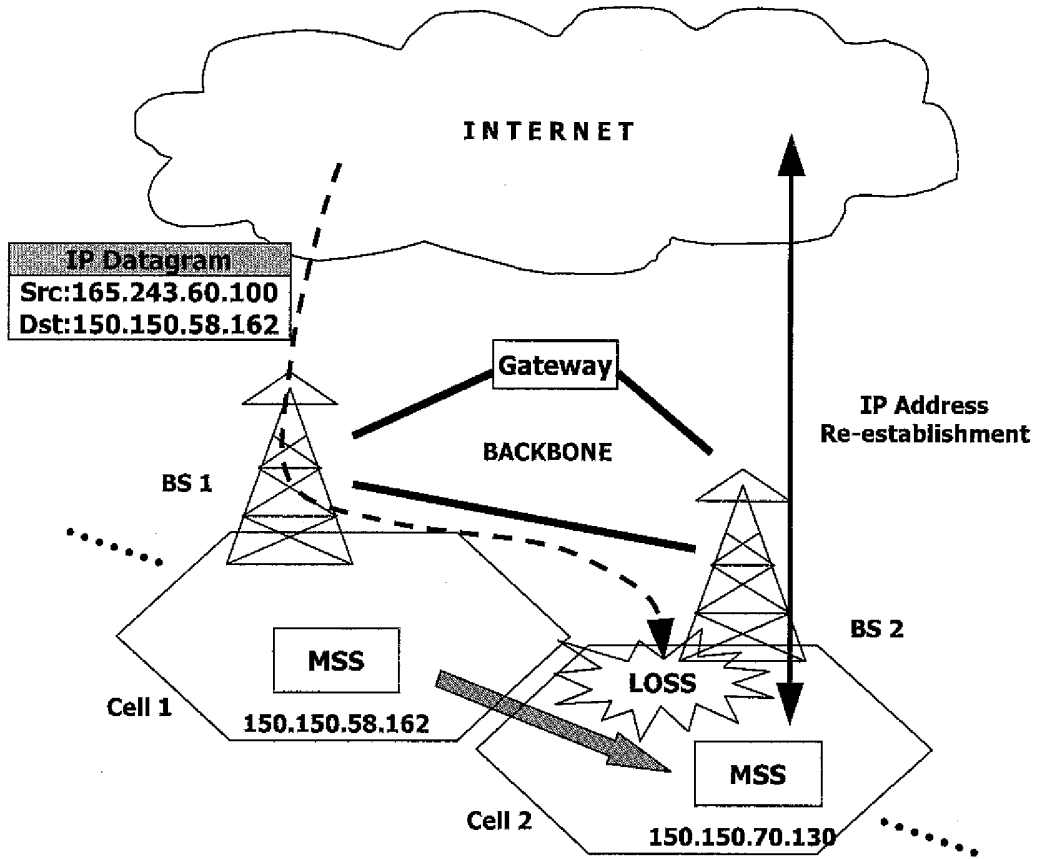 INTERNET
IP Datagram
Src:165.243.60.100
Dst:150.150.58.162
Gateway
IP Address
Re-establishment
BACKBONE
BS 1
BS 2
MSS
LOSS
Cell 1
150.150.58.162
MSS
Cell 2
150.150.70.130